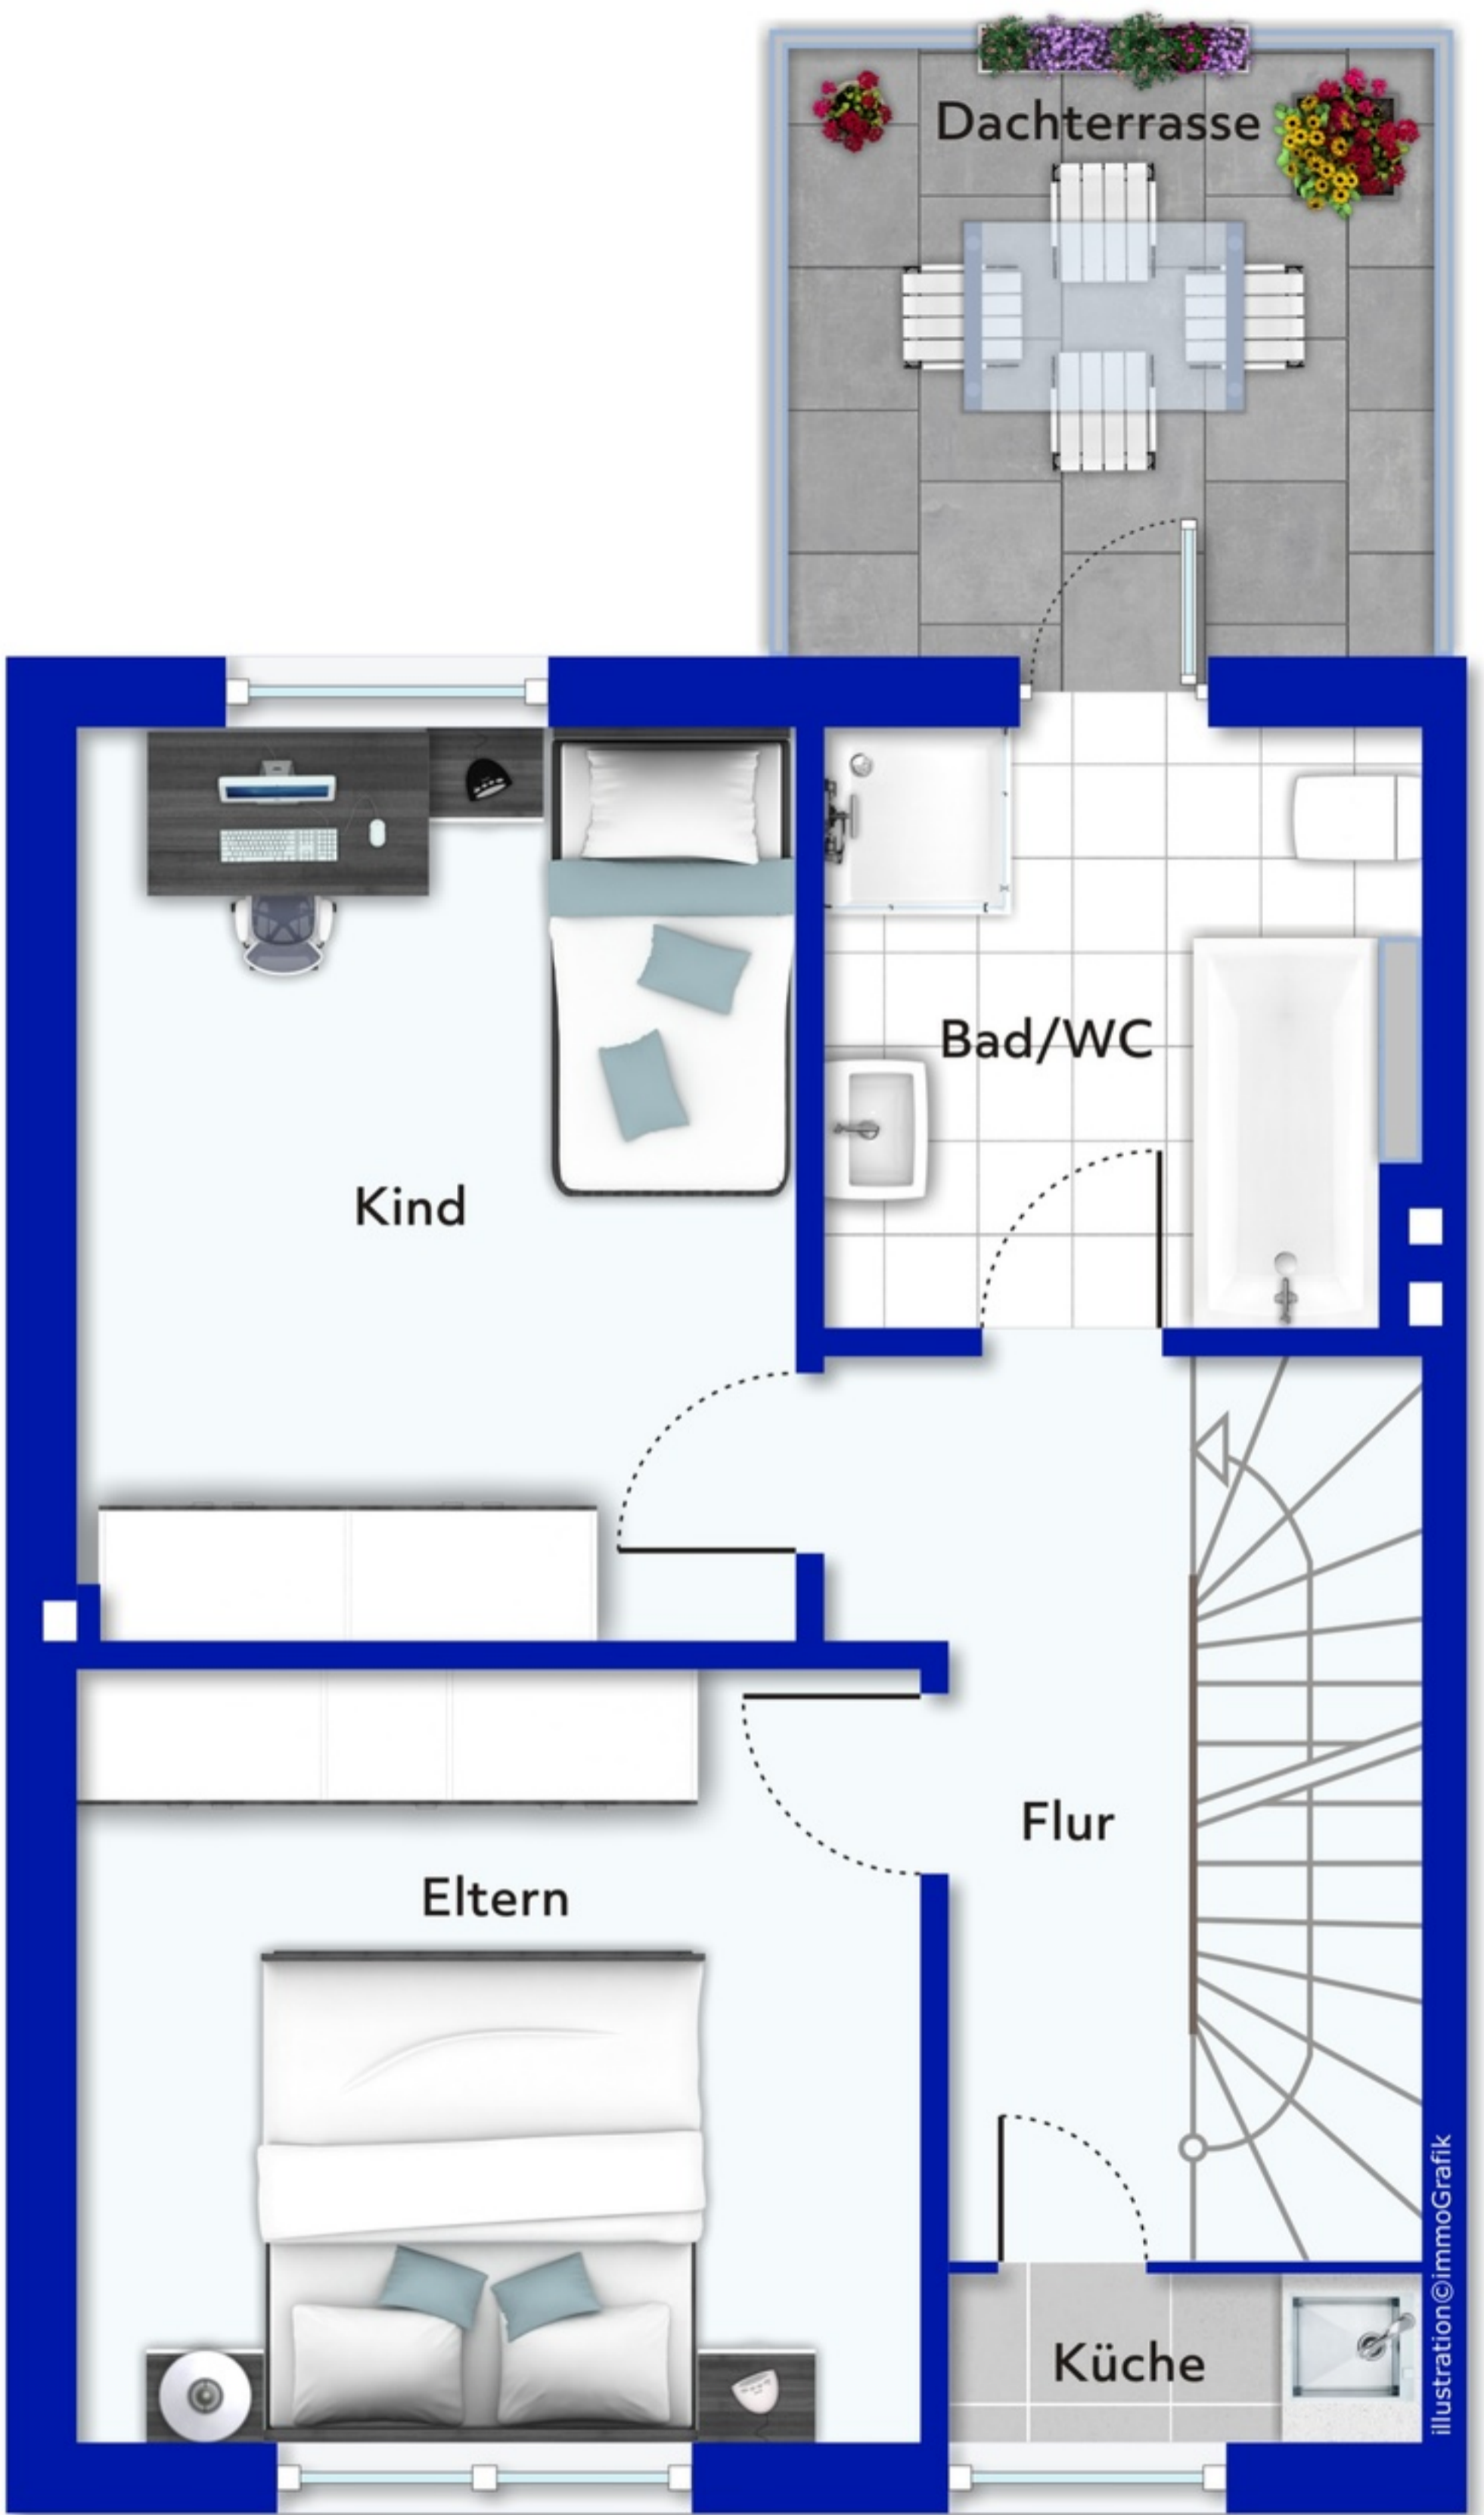 Dachterrasse
Bad/WC
Kind
Flur
Eltern
Küche
illustration©immoGrafik